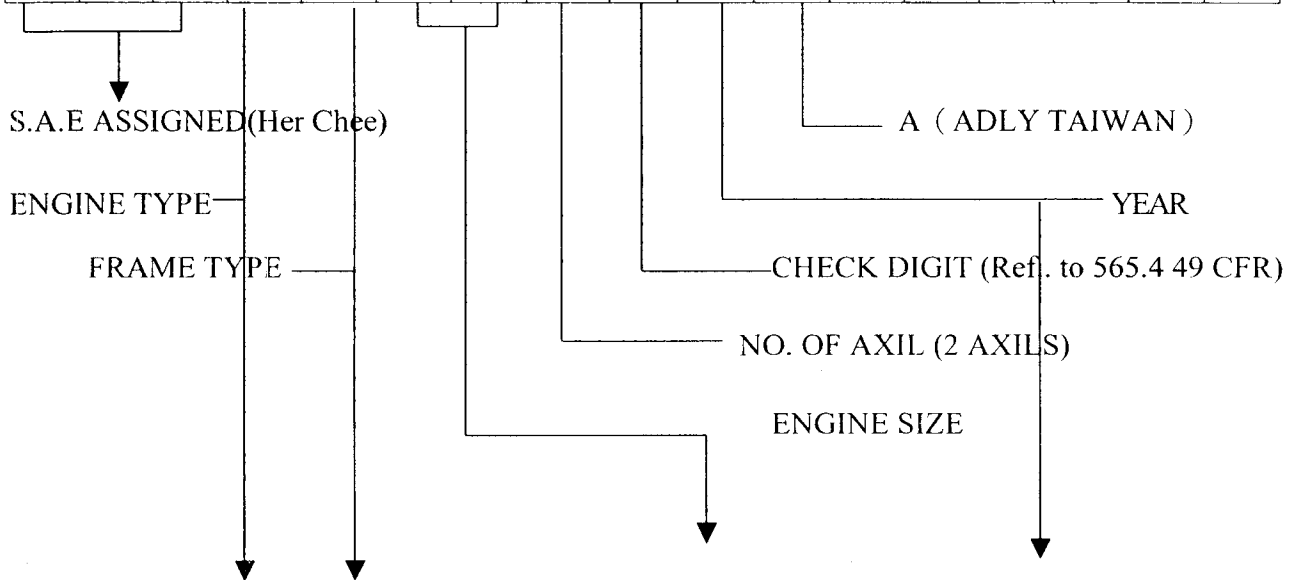 S.A.E ASSIGNED(Her Chee)
A ( ADLY TAIWAN )
ENGINE TYPE
YEAR
FRAME TYPE
CHECK DIGIT (Ref.. to 565.4 49 CFR)
NO. OF AXIL (2 AXILS)
ENGINE SIZE